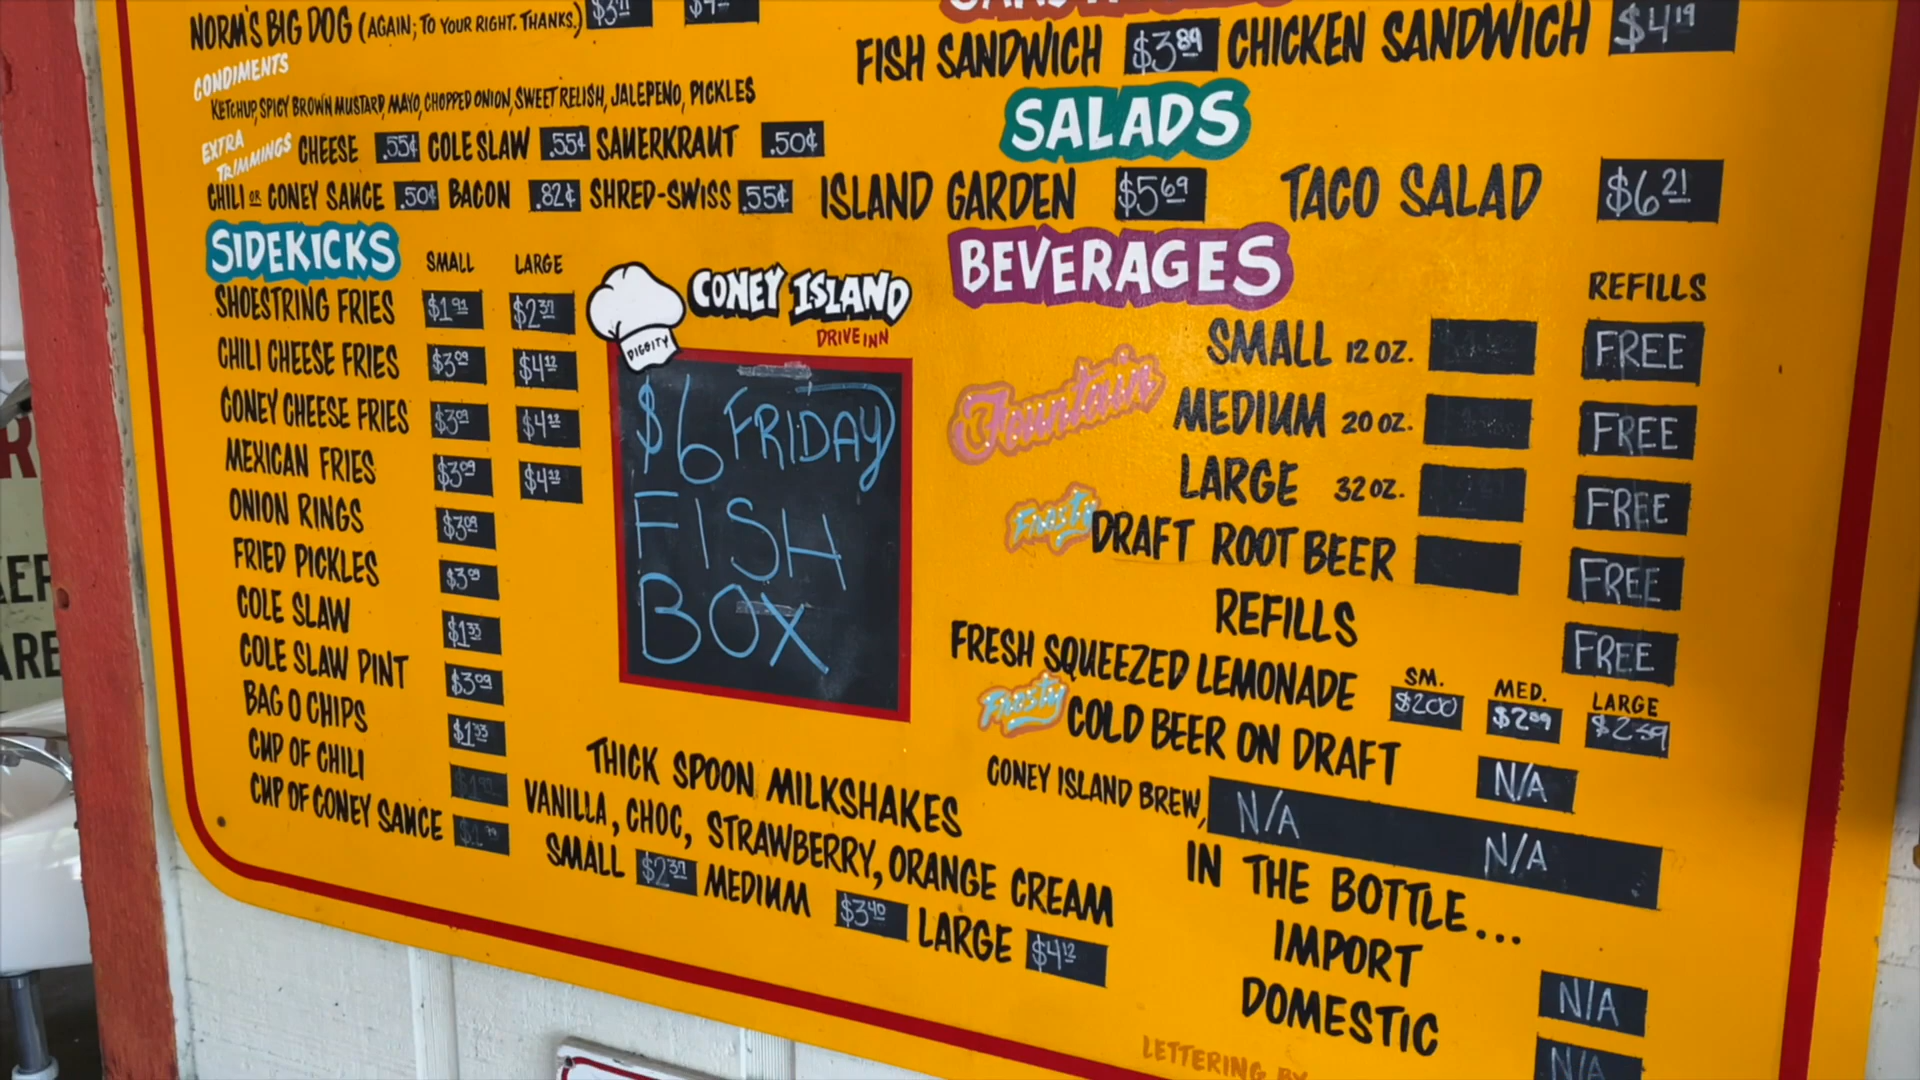 NORM'S BIG DOG (AGAIN; TO YOUR RIGHT. THANKS.)
CONDIMENTS
KETCHUP, SPICY BROWN MUSTARD, MAYO, CHOPPED ONION, SWEET RELISH, JALEPENO, PICKLES
EXTRA TRIMMINGS
CHEESE .55¢ COLE SLAW .55¢ SAUERKRAUT .50¢
CHILI OR CONEY SAUCE .50¢ BACON .82¢ SHRED-SWISS .55¢
SIDEKICKS SMALL LARGE
SHOESTRING FRIES $1.91 $2.37
CHILI CHEESE FRIES $3.09 $4.12
CONEY CHEESE FRIES $3.09 $4.12
MEXICAN FRIES $3.09 $4.12
ONION RINGS $3.09
FRIED PICKLES $3.09
COLE SLAW $1.33
COLE SLAW PINT $3.09
BAG O CHIPS $1.33
CUP OF CHILI
CUP OF CONEY SAUCE
DIGGITY
CONEY ISLAND
DRIVE INN
$6 FRIDAY
FISH
BOX
THICK SPOON MILKSHAKES
VANILLA, CHOC, STRAWBERRY, ORANGE CREAM
SMALL $2.37 MEDIUM $3.40 LARGE $4.12
FISH SANDWICH $3.89 CHICKEN SANDWICH $4.19
SALADS
ISLAND GARDEN $5.69 TACO SALAD $6.21
BEVERAGES
REFILLS
Fountain
SMALL 12 OZ. FREE
MEDIUM 20 OZ. FREE
LARGE 32 OZ. FREE
Frosty DRAFT ROOT BEER FREE
REFILLS FREE
FRESH SQUEEZED LEMONADE SM. $2.00 MED. LARGE
Frosty COLD BEER ON DRAFT N/A
CONEY ISLAND BREW, N/A N/A
IN THE BOTTLE...
IMPORT N/A
DOMESTIC N/A
LETTERING BY